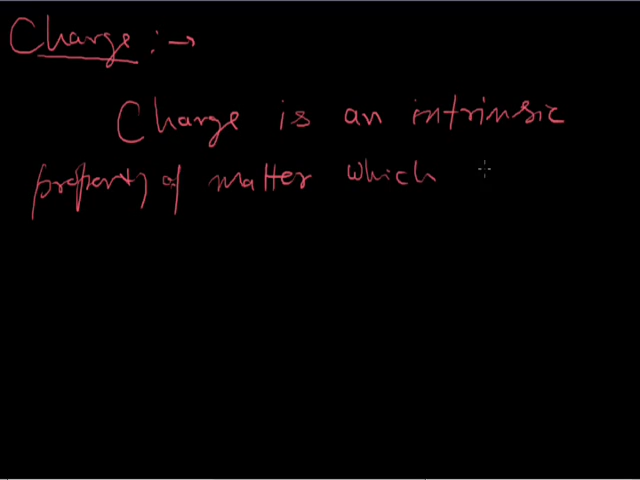 Charge :→
Charge is an intrinsic
property of matter which